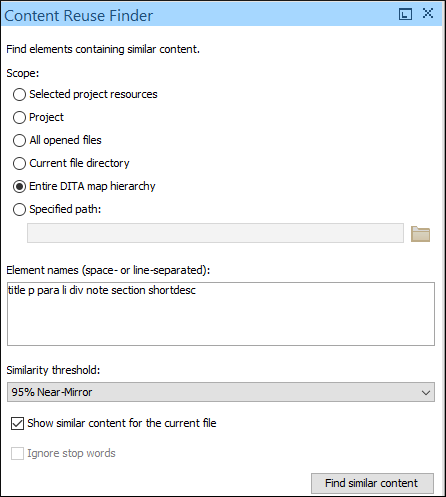 Content Reuse Finder
Find elements containing similar content.
Scope:
Selected project resources
Project
All opened files
Current file directory
Entire DITA map hierarchy
Specified path:
Element names (space- or line-separated):
title p para li div note section shortdesc
Similarity threshold:
95% Near-Mirror
Show similar content for the current file
Ignore stop words
Find similar content